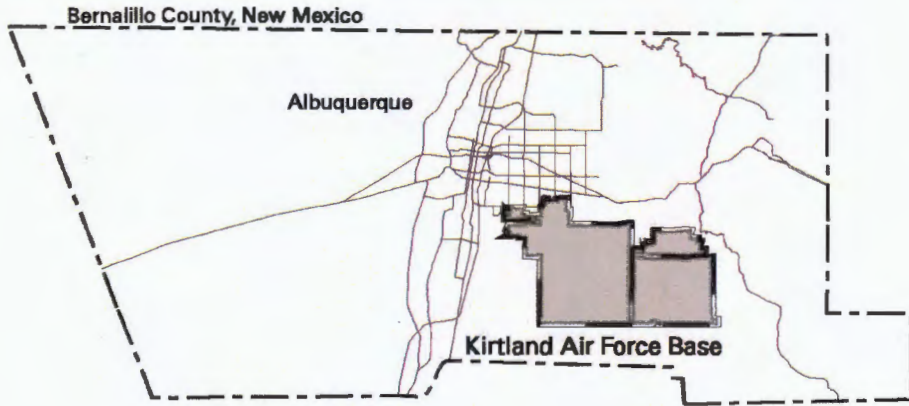 Bernalillo County, New Mexico
Albuquerque
Kirtland Air Force Base